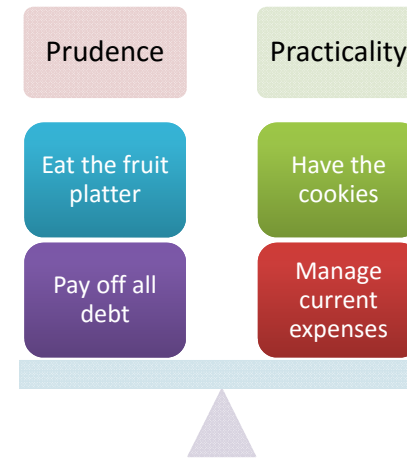 Prudence
Practicality
Eat the fruit
platter
Have the
cookies
Pay off all
debt
Manage
current
expenses